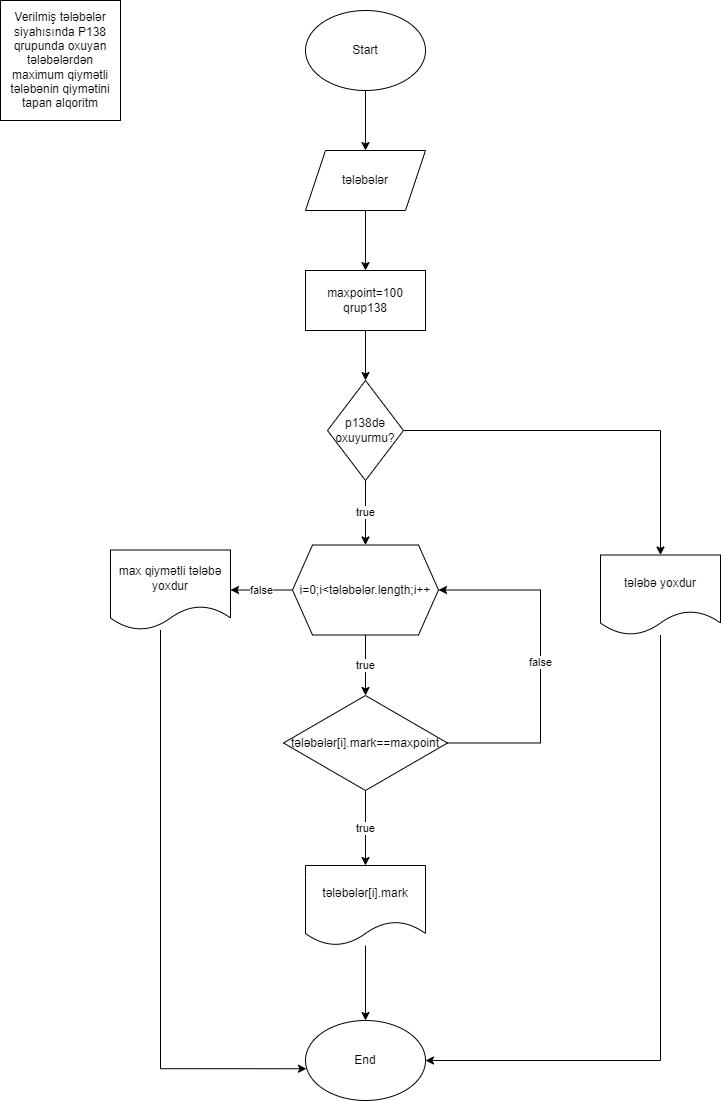 Verilmiş tələbələr
siyahısında P138
qrupunda oxuyan
tələbələrdən
maximum qiymətli
tələbənin qiymətini
tapan alqoritm
Start
tələbələr
maxpoint=100
qrup138
p138də
oxuyurmu?
true
max qiymətli tələbə
yoxdur
false
i=0;i<tələbələr.length;i++
tələbə yoxdur
true
false
tələbələr[i].mark==maxpoint
true
tələbələr[i].mark
End